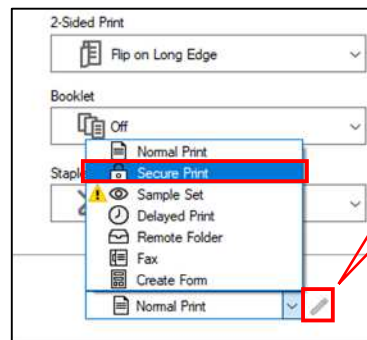 2-Sided Print
Flip on Long Edge
Booklet
Off
Normal Print
Staple
Secure Print
Sample Set
Delayed Print
Remote Folder
Fax
Create Form
Normal Print